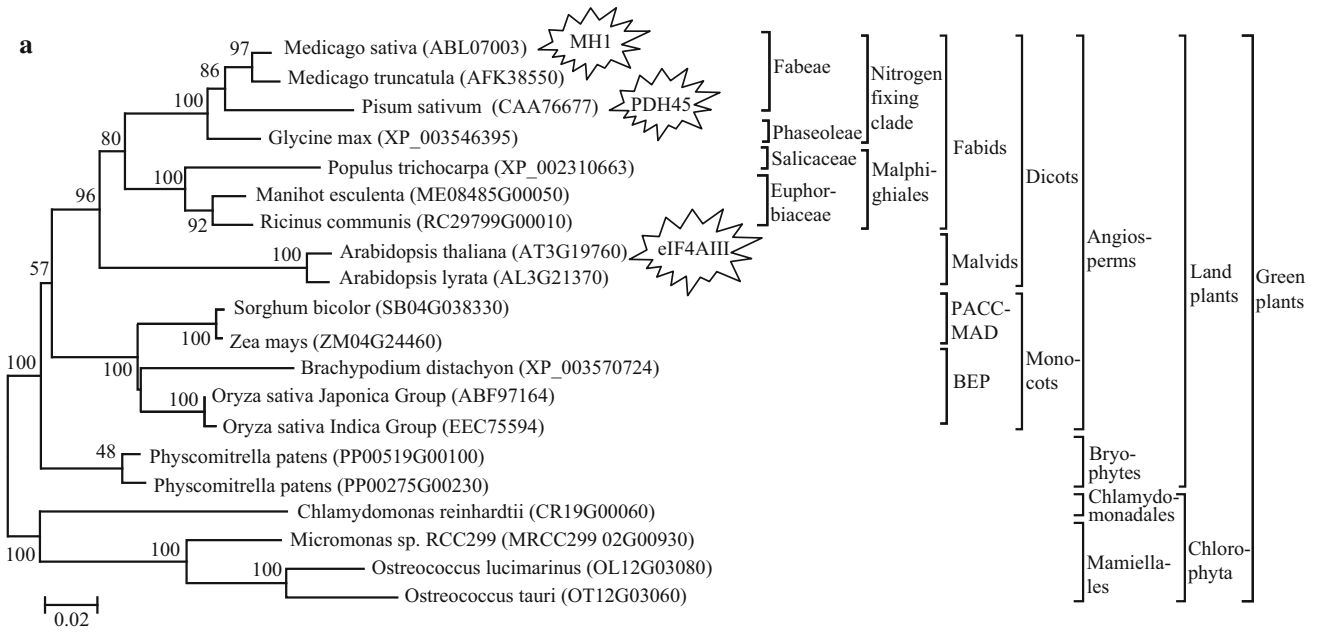 a
97
Medicago sativa (ABL07003)
MH1
86
Medicago truncatula (AFK38550)
100
Pisum sativum (CAA76677)
PDH45
80
Glycine max (XP_003546395)
100
Populus trichocarpa (XP_002310663)
96
Manihot esculenta (ME08485G00050)
92
Ricinus communis (RC29799G00010)
100
Arabidopsis thaliana (AT3G19760)
eIF4AIII
57
Arabidopsis lyrata (AL3G21370)
Sorghum bicolor (SB04G038330)
100
Zea mays (ZM04G24460)
100
100
Brachypodium distachyon (XP_003570724)
100
Oryza sativa Japonica Group (ABF97164)
Oryza sativa Indica Group (EEC75594)
48
Physcomitrella patens (PP00519G00100)
Physcomitrella patens (PP00275G00230)
Chlamydomonas reinhardtii (CR19G00060)
100
100
Micromonas sp. RCC299 (MRCC299 02G00930)
100
Ostreococcus lucimarinus (OL12G03080)
Ostreococcus tauri (OT12G03060)
0.02
Fabeae
Phaseoleae
Salicaceae
Euphor-
biaceae
Nitrogen
fixing
clade
Malphi-
ghiales
Fabids
Malvids
PACC-
MAD
BEP
Dicots
Mono-
cots
Angios-
perms
Bryo-
phytes
Chlamydo-
monadales
Mamiella-
les
Land
plants
Chloro-
phyta
Green
plants